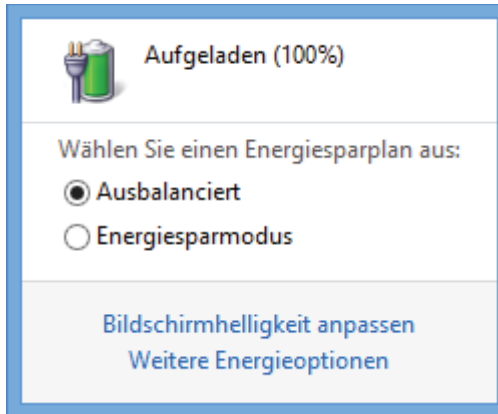 Aufgeladen (100%)
Wählen Sie einen Energiesparplan aus:
Ausbalanciert
Energiesparmodus
Bildschirmhelligkeit anpassen
Weitere Energieoptionen